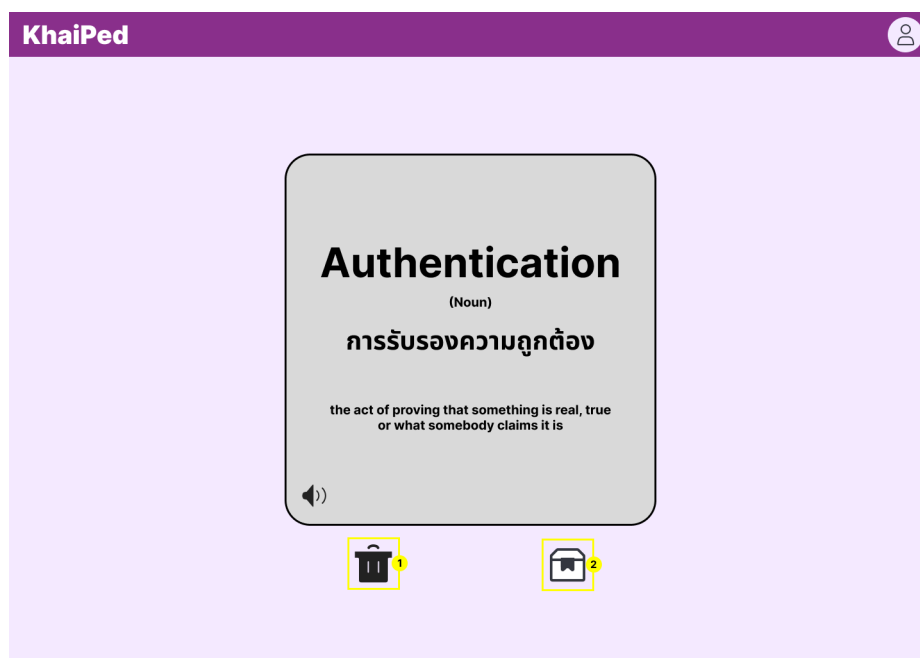 KhaiPed
Authentication
(Noun)
การรับรองความถูกต้อง
the act of proving that something is real, true
or what somebody claims it is
1
2